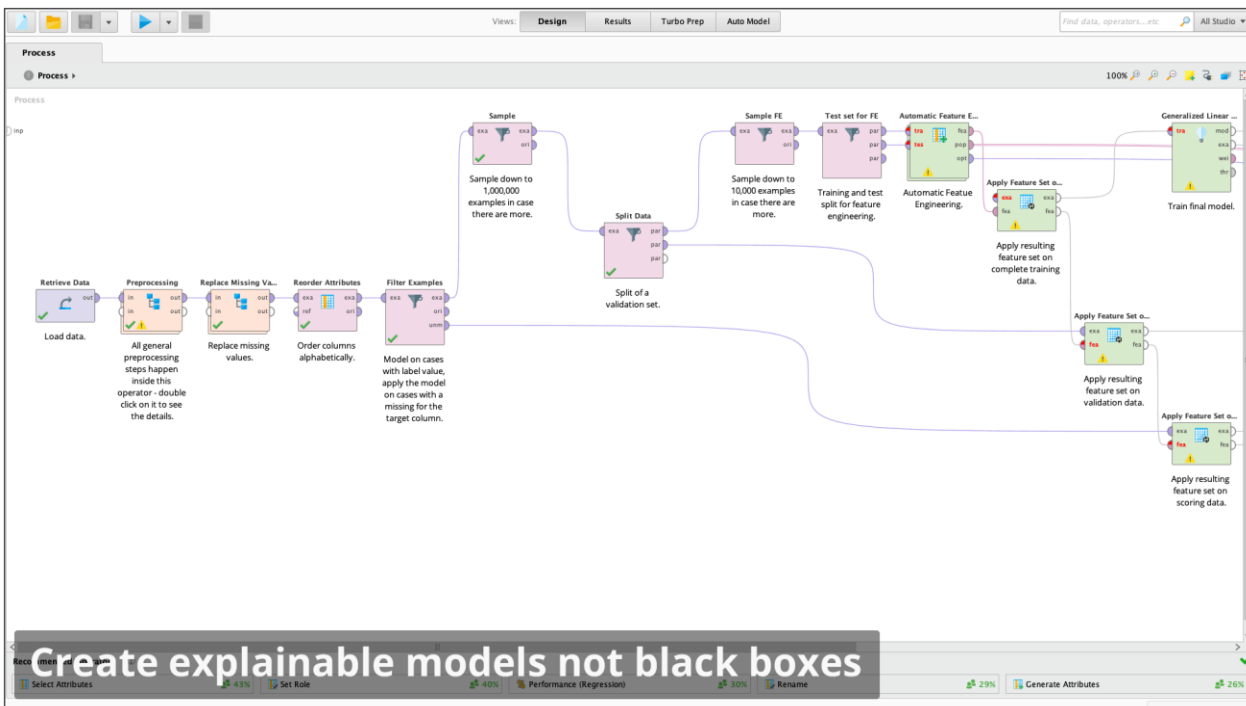 Views:
Design
Results
Turbo Prep
Auto Model
Find data, operators...etc
All Studio
Process
Process
100%
Process
inp
Sample
exa
exa
ori
Sample down to
1,000,000
examples in case
there are more.
Split Data
exa
par
par
par
Split of a
validation set.
Sample FE
exa
exa
ori
Sample down to
10,000 examples
in case there are
more.
Test set for FE
exa
par
par
par
Training and test
split for feature
engineering.
Automatic Feature E...
tra
tes
fea
pop
opt
Automatic Featue
Engineering.
Generalized Linear ...
tra
mod
exa
wei
thr
Train final model.
Apply Feature Set o...
exa
fea
exa
fea
Apply resulting
feature set on
complete training
data.
Retrieve Data
out
Load data.
Preprocessing
in
in
out
out
All general
preprocessing
steps happen
inside this
operator - double
click on it to see
the details.
Replace Missing Va...
in
in
out
out
Replace missing
values.
Reorder Attributes
exa
ref
exa
ori
Order columns
alphabetically.
Filter Examples
exa
exa
ori
unm
Model on cases
with label value,
apply the model
on cases with a
missing for the
target column.
Apply Feature Set o...
exa
fea
exa
fea
Apply resulting
feature set on
validation data.
Apply Feature Set o...
exa
fea
exa
fea
Apply resulting
feature set on
scoring data.
Create explainable models not black boxes
Select Attributes
43%
Set Role
40%
Performance (Regression)
30%
Rename
29%
Generate Attributes
26%